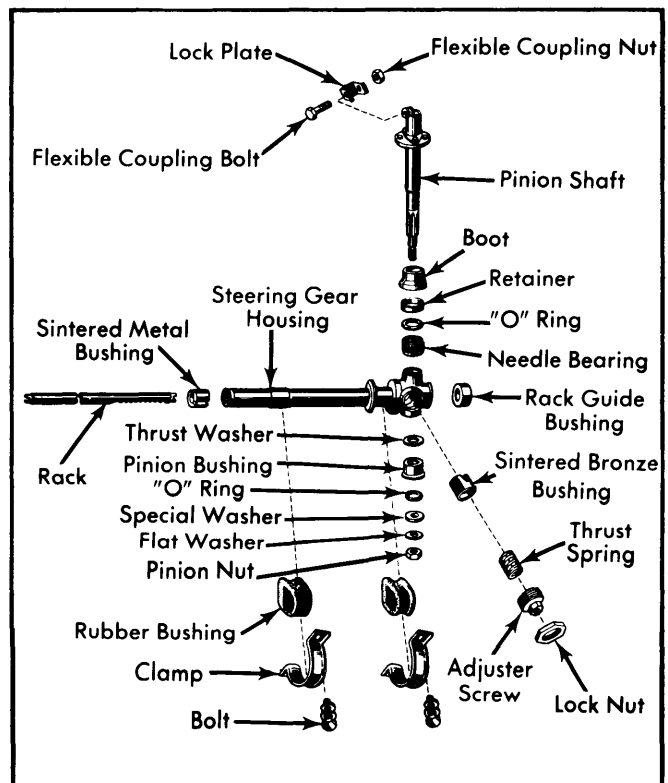 Lock Plate
Flexible Coupling Nut
Flexible Coupling Bolt
Pinion Shaft
Boot
Retainer
"O" Ring
Needle Bearing
Steering Gear
Housing
Sintered Metal
Bushing
Rack
Rack Guide
Bushing
Thrust Washer
Pinion Bushing
"O" Ring
Special Washer
Flat Washer
Pinion Nut
Sintered Bronze
Bushing
Thrust
Spring
Rubber Bushing
Clamp
Bolt
Adjuster
Screw
Lock Nut